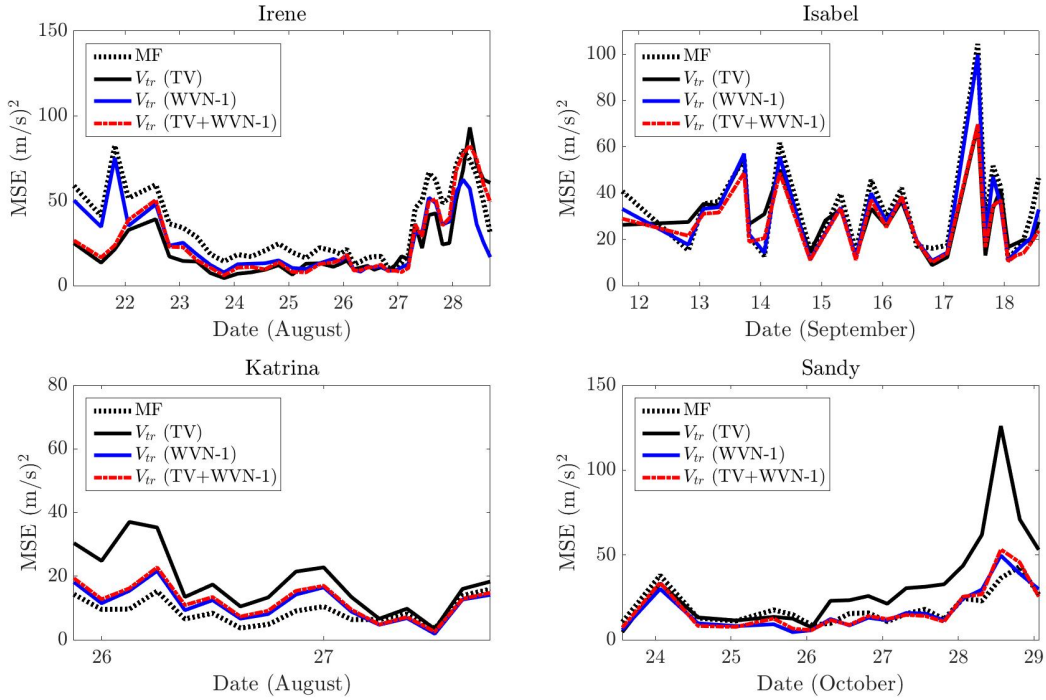 Irene
150
100
50
0
MSE (m/s)²
MF
V_tr (TV)
V_tr (WVN-1)
V_tr (TV+WVN-1)
22 23 24 25 26 27 28
Date (August)
Isabel
100
80
60
40
20
0
MSE (m/s)²
MF
V_tr (TV)
V_tr (WVN-1)
V_tr (TV+WVN-1)
12 13 14 15 16 17 18
Date (September)
Katrina
80
60
40
20
0
MSE (m/s)²
MF
V_tr (TV)
V_tr (WVN-1)
V_tr (TV+WVN-1)
26 27
Date (August)
Sandy
150
100
50
0
MSE (m/s)²
MF
V_tr (TV)
V_tr (WVN-1)
V_tr (TV+WVN-1)
24 25 26 27 28 29
Date (October)